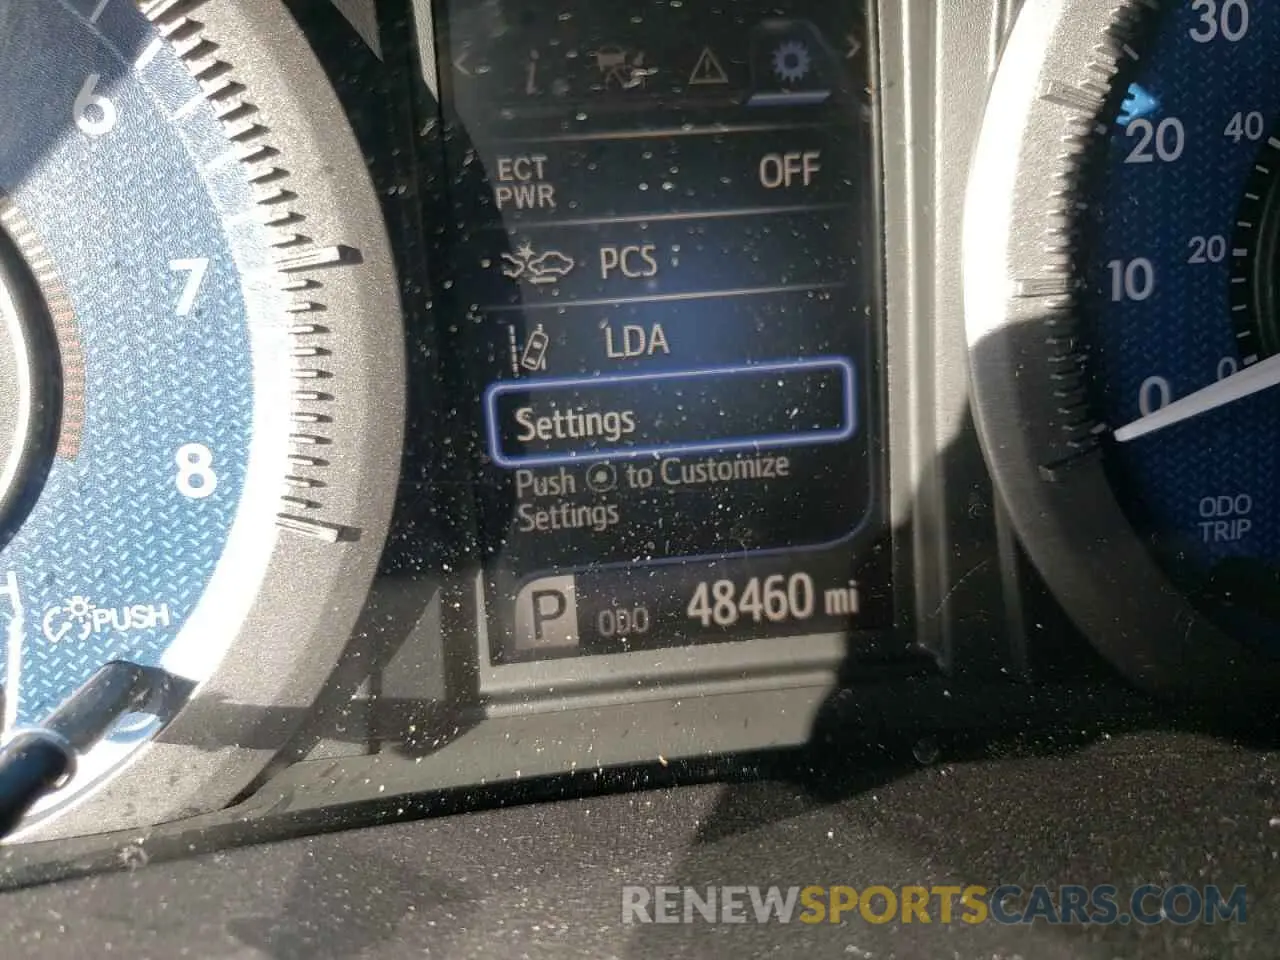 6
7
8
PUSH
ECT
PWR OFF
PCS
LDA
Settings
Push to Customize
Settings
P ODO 48460 mi
30
20 40
10 20
0 0
ODO
TRIP
RENEWSPORTSCARS.COM